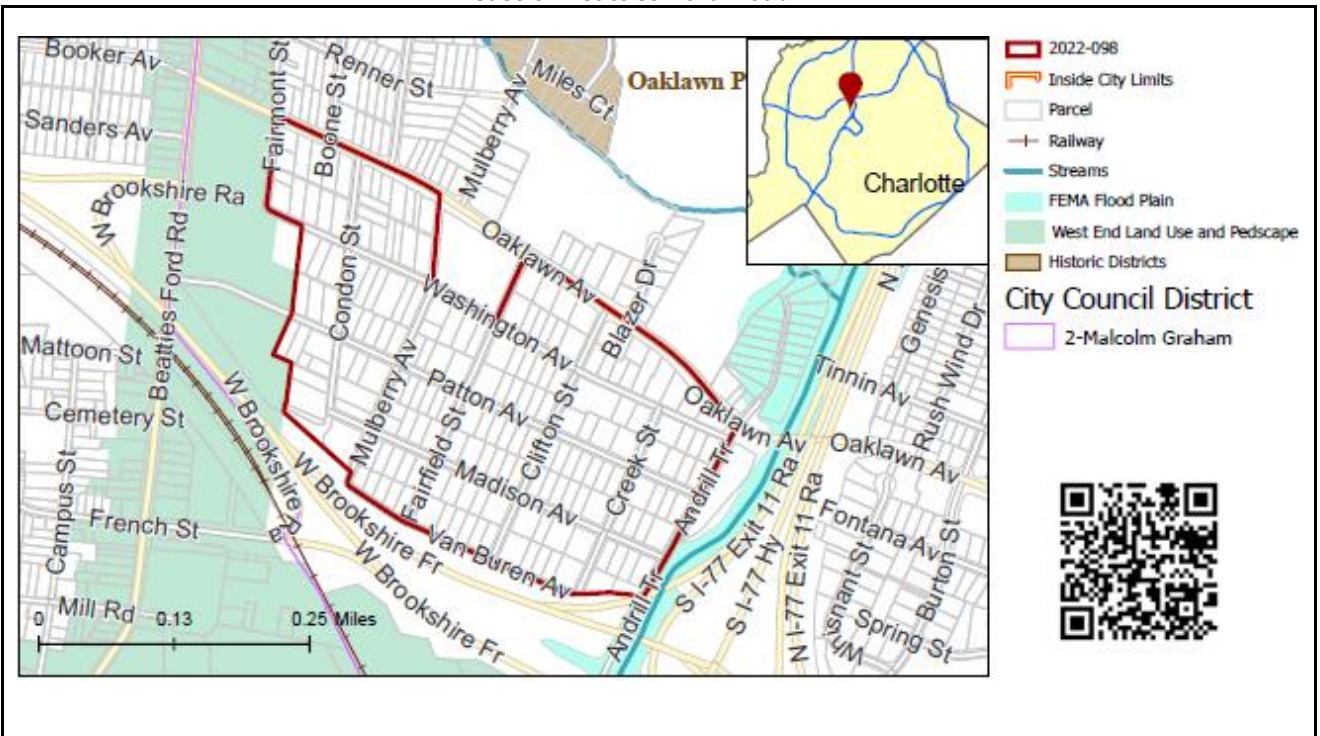 Booker Av
Fairmont St
Renner St
Miles Ct
Oaklawn P
Sanders Av
Boone St
Mulberry Av
Charlotte
W Brookshire Ra
Beatties Ford Rd
London St
Oaklawn Av
Washington Av
Blazer Dr
N
Genesis
Rush Wind Dr
Mattoon St
Mulberry Av
Patton Av
Tinnin Av
Cemetery St
W Brookshire
Fairfield St
Clifton St
Oaklawn Av
Oaklawn Av
Campus St
W Brookshire Fr
Madison Av
Creek St
Andrill Tr
French St
Van Buren Av
Fontana Av
W Brookshire Fr
Andrill Tr
S I-77 Exit 11 Ra
S I-77 Hy
N I-77 Exit 11 Ra
Burton St
Spring St
Mill Rd
0 0.13 0.25 Miles
2022-098
Inside City Limits
Parcel
Railway
Streams
FEMA Flood Plain
West End Land Use and Pedscape
Historic Districts
City Council District
2-Malcolm Graham